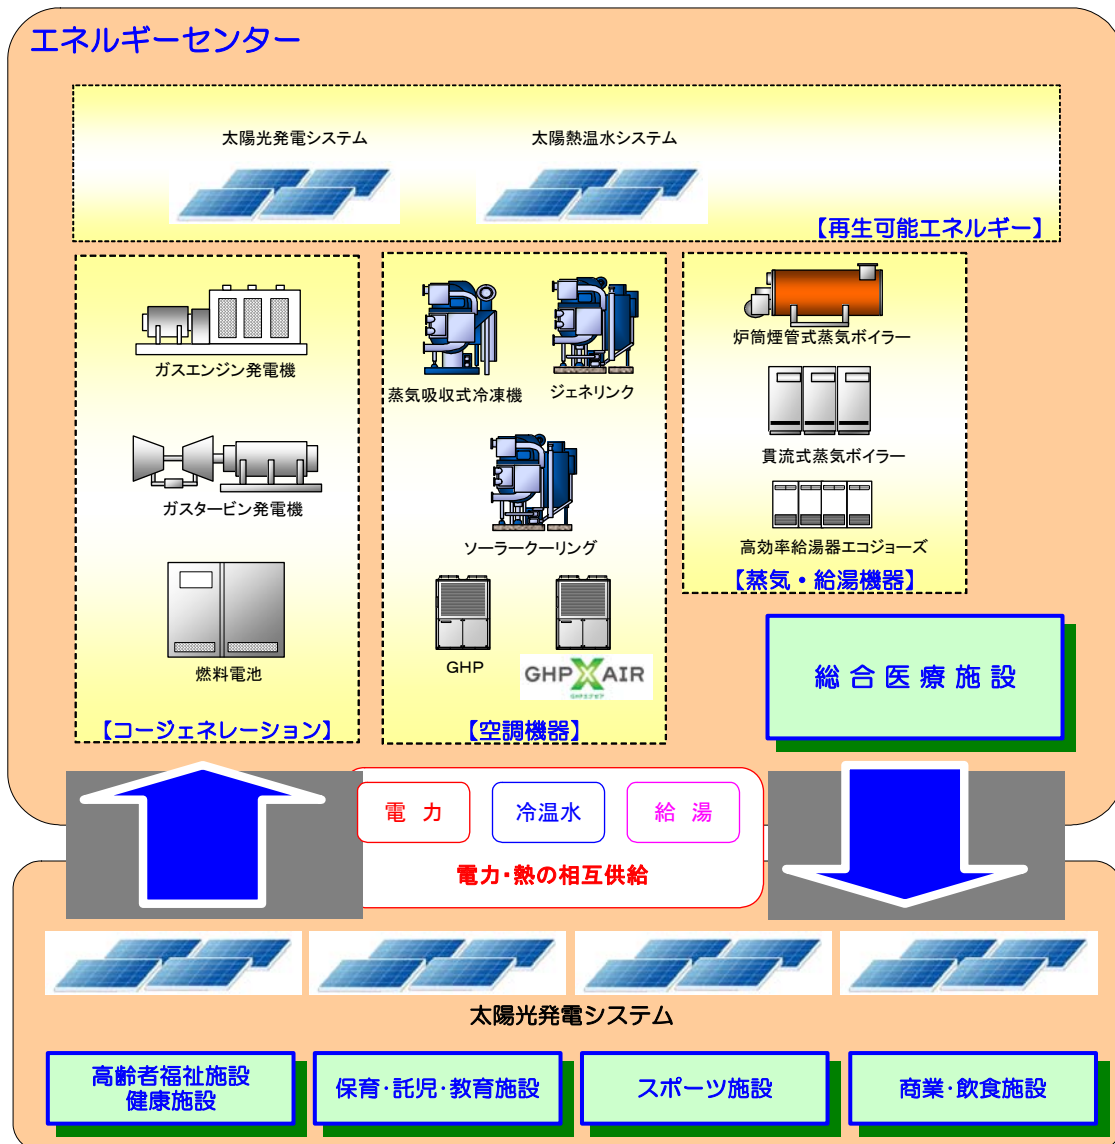 エネルギーセンター
太陽光発電システム
太陽熱温水システム
【再生可能エネルギー】
ガスエンジン発電機
ガスタービン発電機
燃料電池
【コージェネレーション】
蒸気吸収式冷凍機
ジェネリンク
ソーラークーリング
GHP
GHP XAIR
GHPエグゼア
【空調機器】
炉筒煙管式蒸気ボイラー
貫流式蒸気ボイラー
高効率給湯器エコジョーズ
【蒸気・給湯機器】
総合医療施設
電力
冷温水
給湯
電力・熱の相互供給
太陽光発電システム
高齢者福祉施設
健康施設
保育・託児・教育施設
スポーツ施設
商業・飲食施設